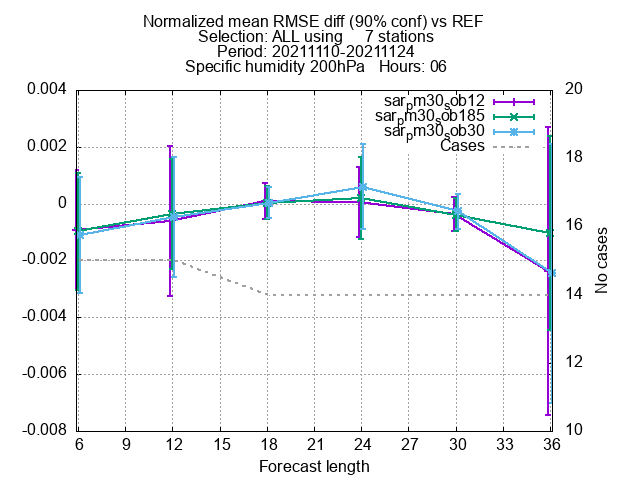 Normalized mean RMSE diff (90% conf) vs REF
Selection: ALL using     7 stations
Period: 20211110-20211124
Specific humidity 200hPa   Hours: 06
0.004
0.002
0
-0.002
-0.004
-0.006
-0.008
20
18
16
14
12
10
No cases
sarpm30sob12
sarpm30sob185
sarpm30sob30
Cases
6 9 12 15 18 21 24 27 30 33 36
Forecast length